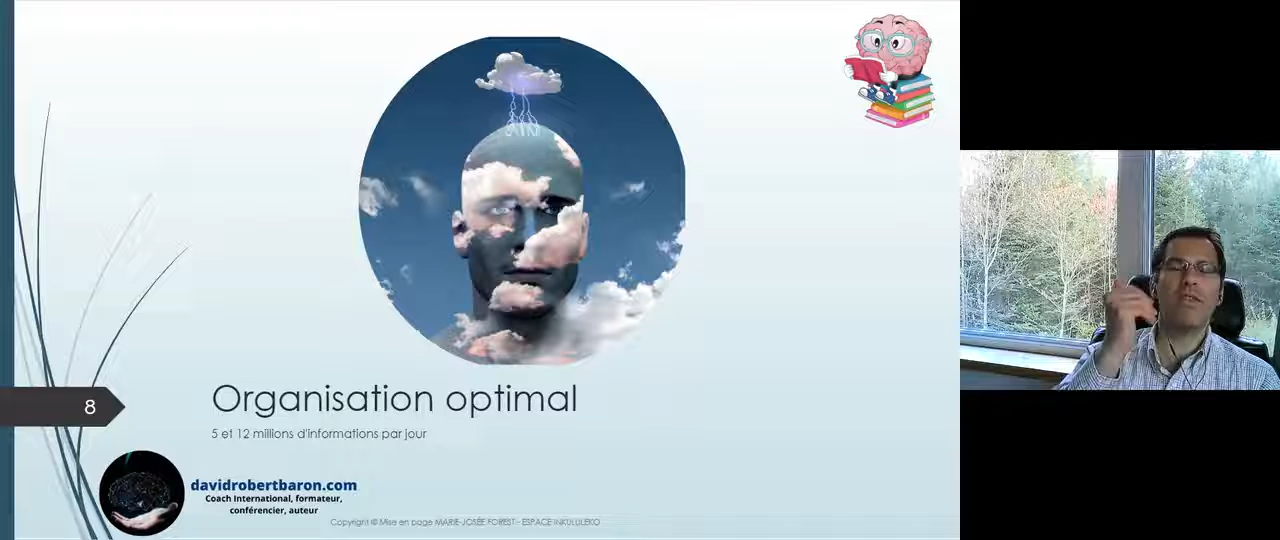 8
Organisation optimal
5 et 12 millions d'informations par jour
davidrobertbaron.com
Coach International, formateur,
conférencier, auteur
Copyright © Mise en page MARIE-JOSÉE FOREST - ESPACE INKULULEKO